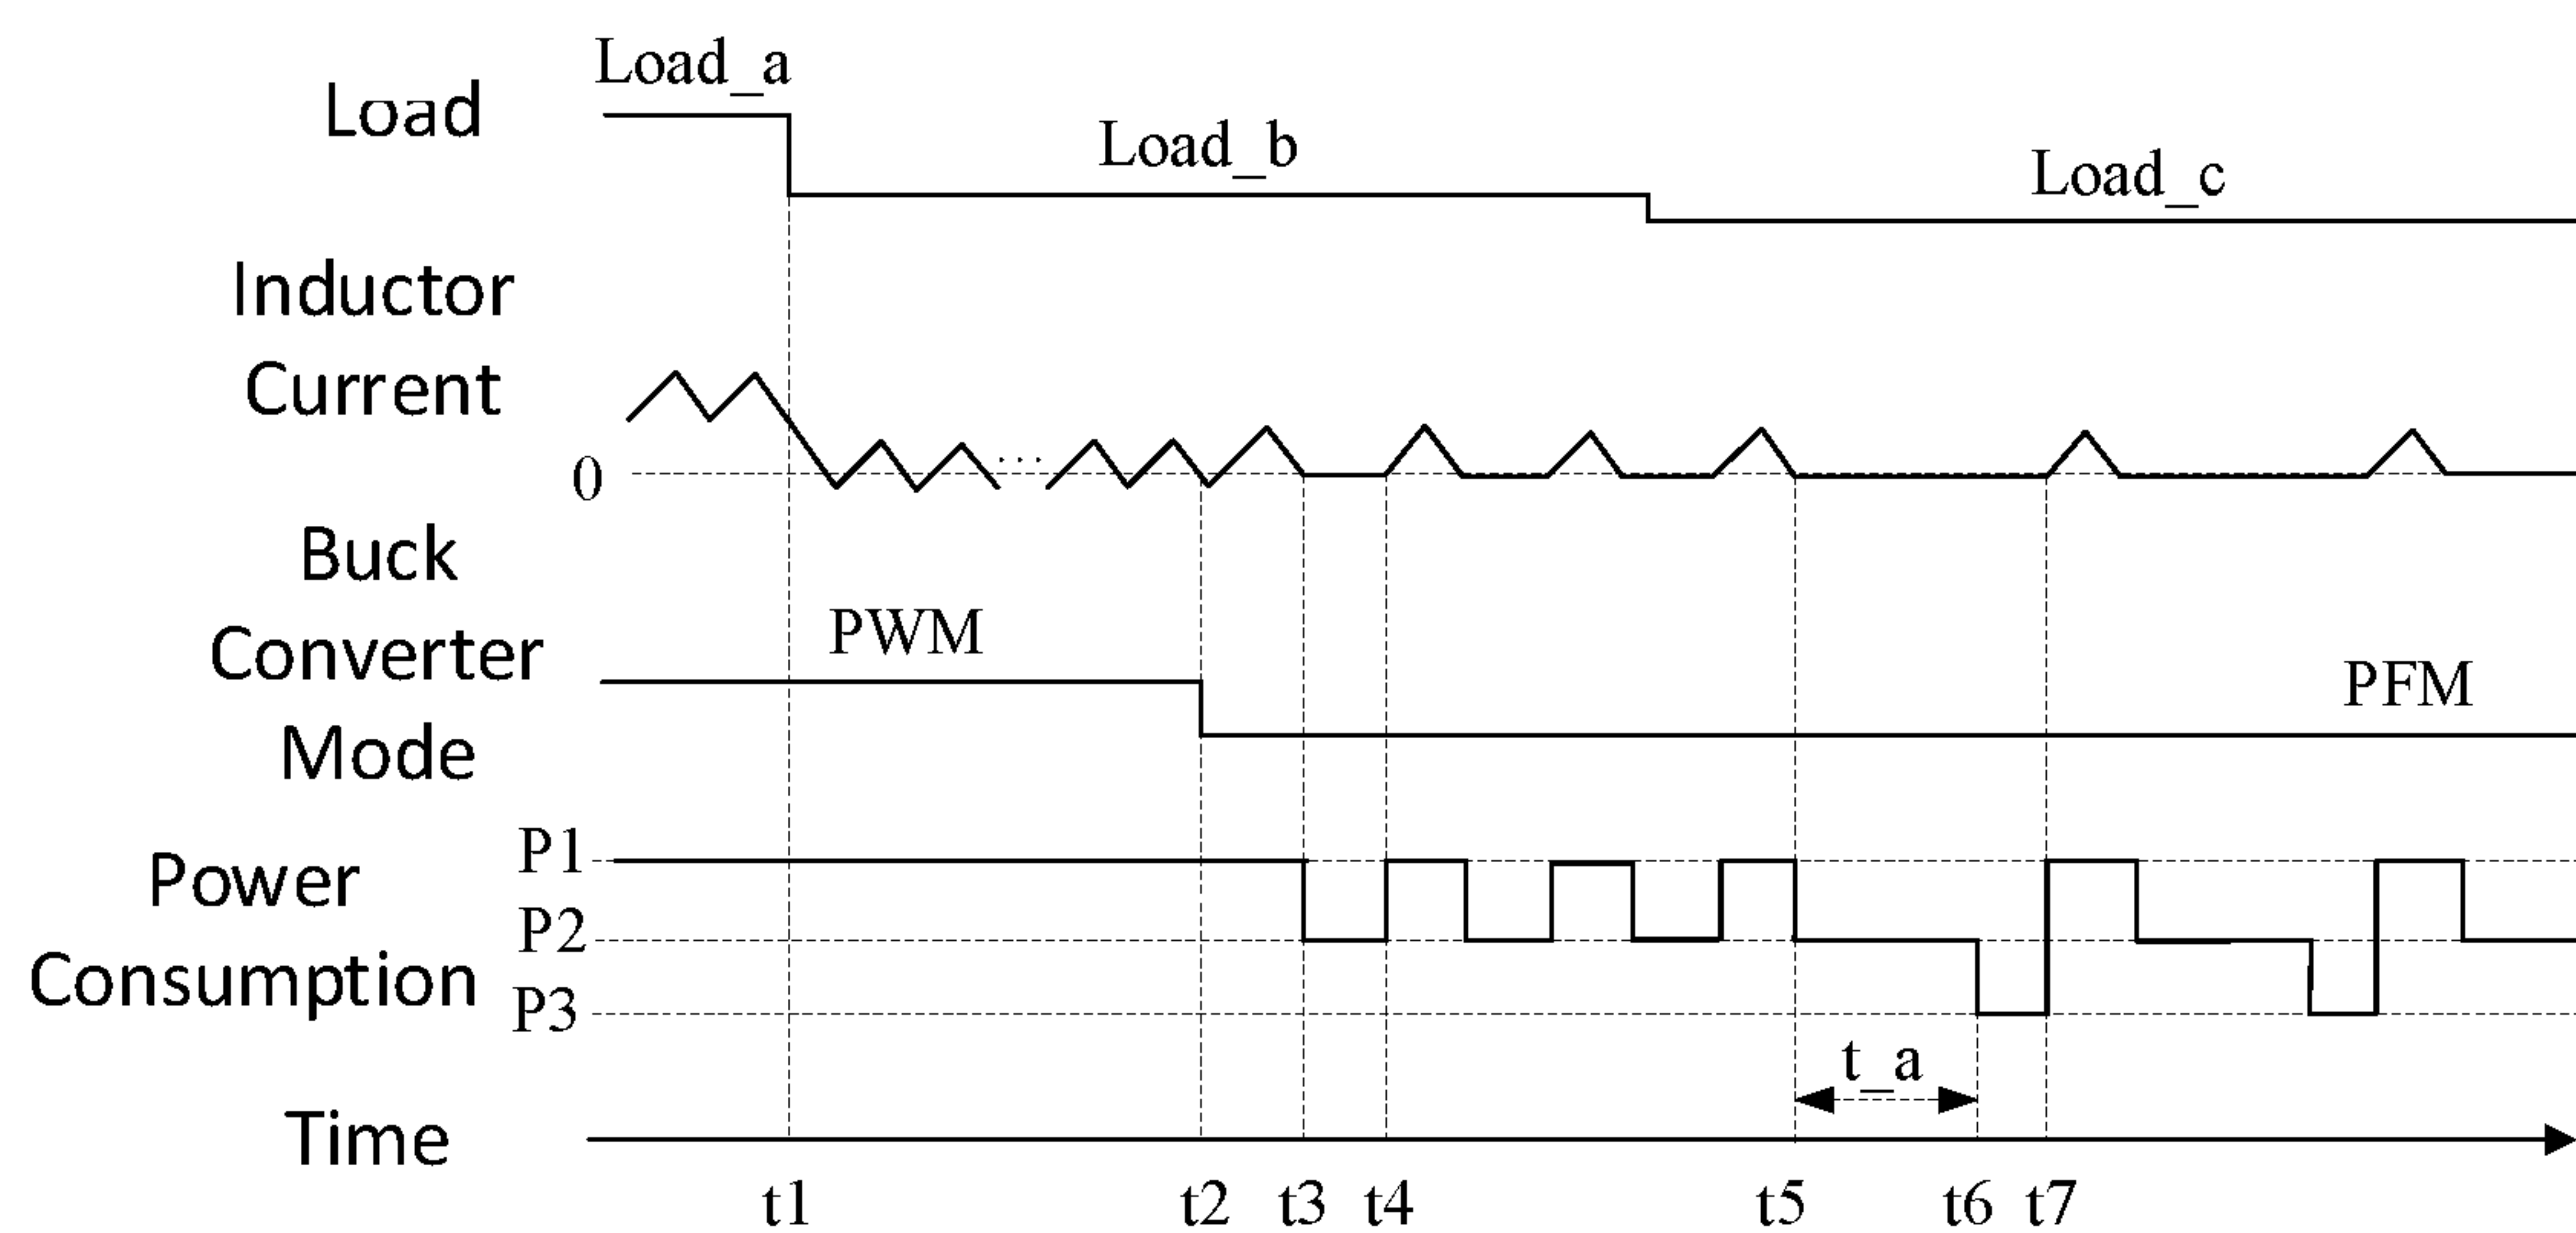 Load_a
Load
Load_b
Load_c
Inductor
Current
0
...
Buck
Converter
Mode
PWM
PFM
Power
Consumption
P1
P2
P3
t_a
Time
t1 t2 t3 t4 t5 t6 t7